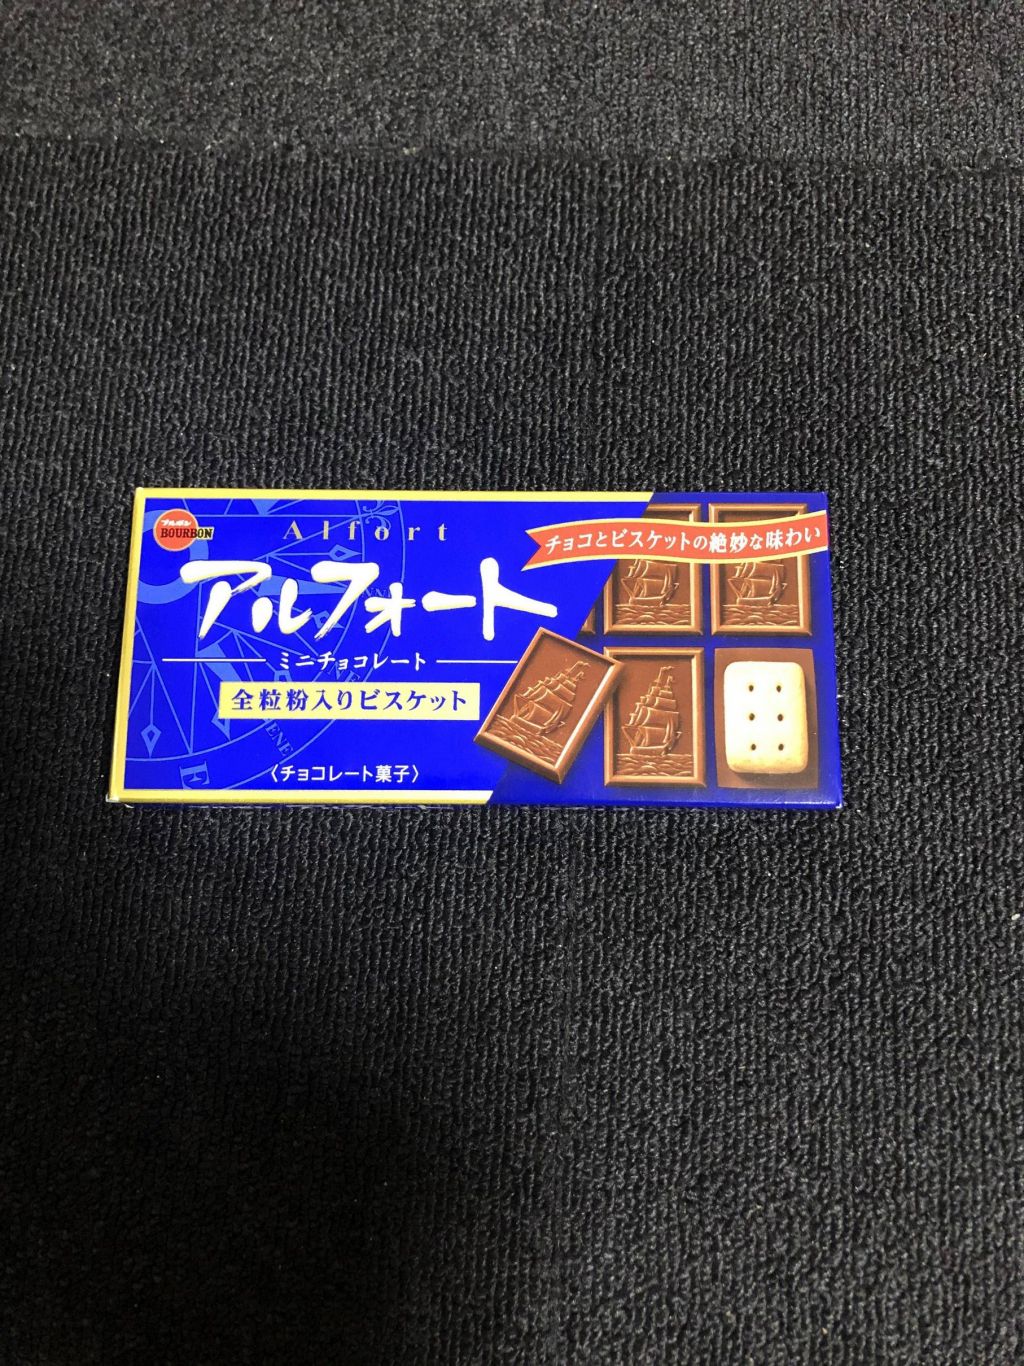 ブルボン
BOURBON
Alfort
アルフォート
ミニチョコレート
全粒粉入りビスケット
〈チョコレート菓子〉
チョコとビスケットの絶妙な味わい
ENE
E